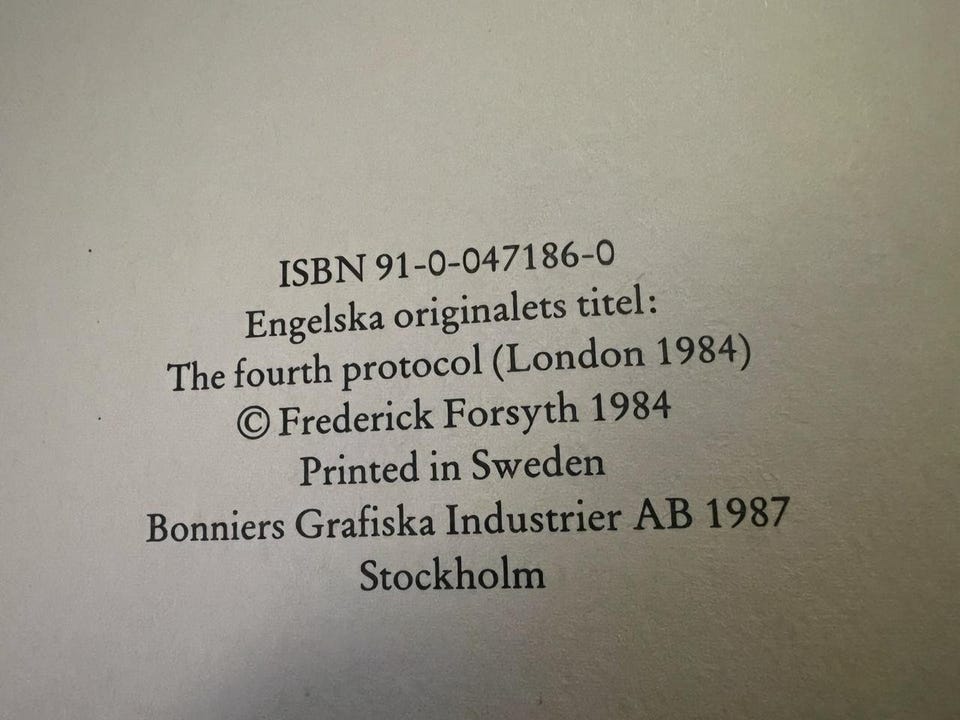 ISBN 91-0-047186-0
Engelska originalets titel:
The fourth protocol (London 1984)
© Frederick Forsyth 1984
Printed in Sweden
Bonniers Grafiska Industrier AB 1987
Stockholm